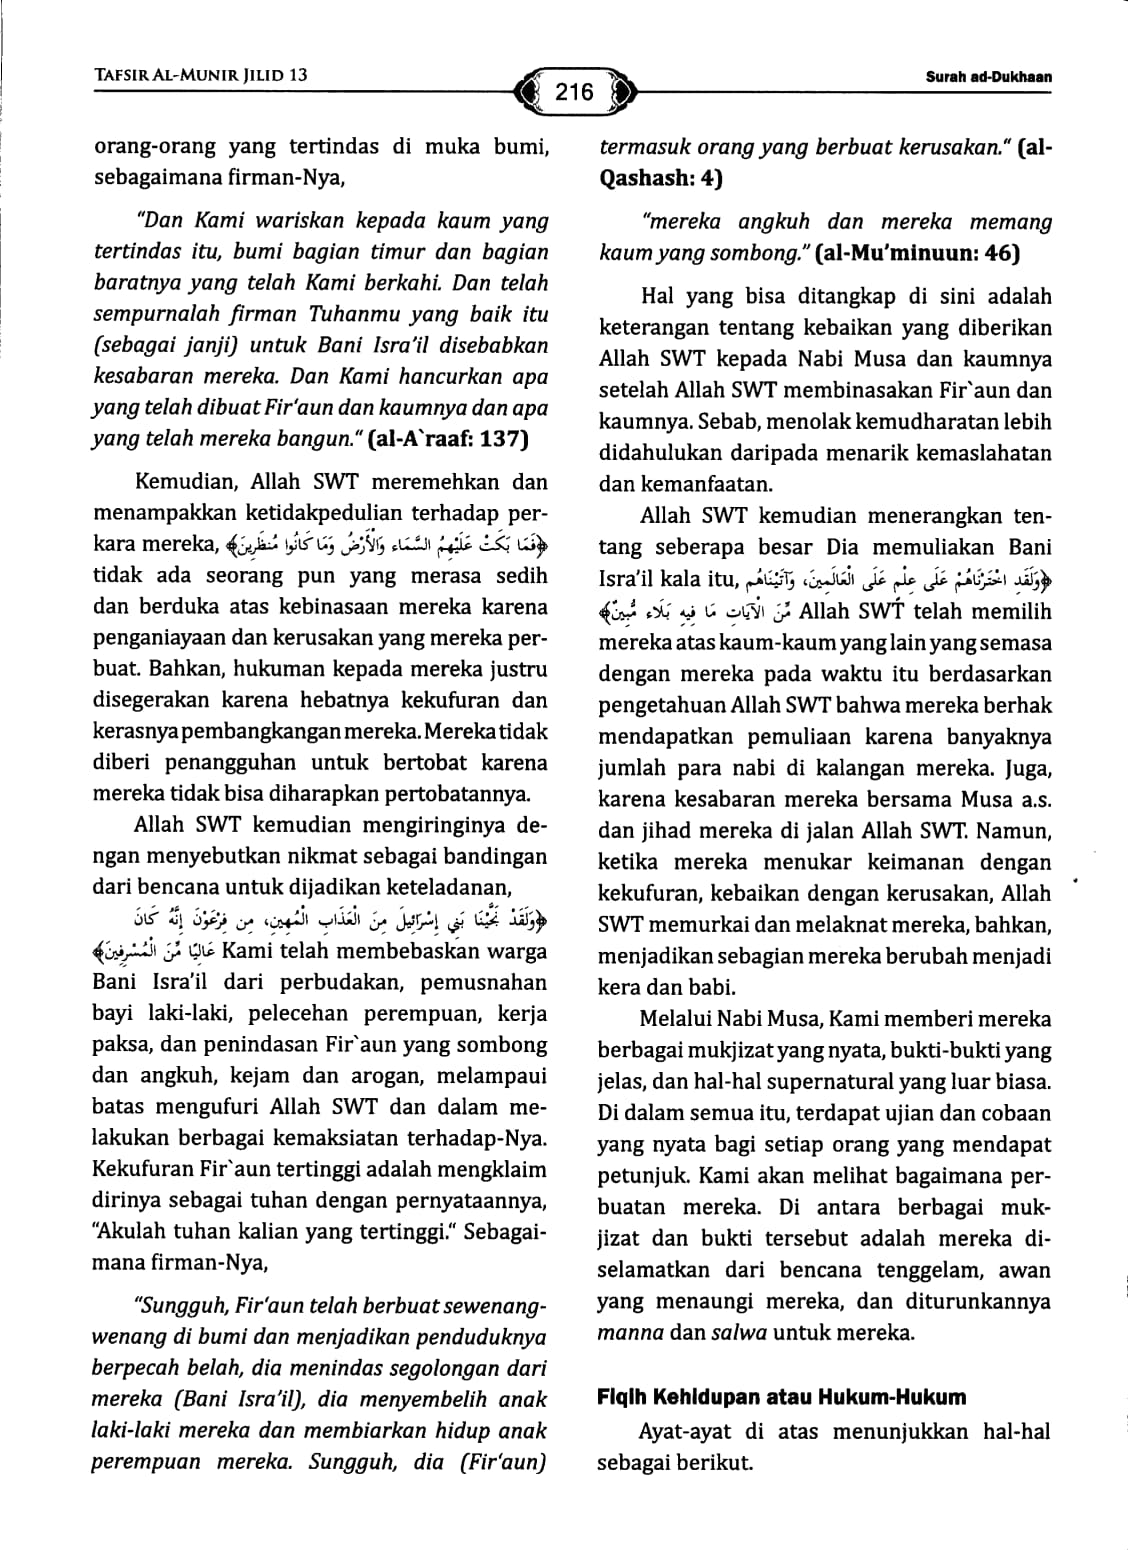 TAFSIR AL-MUNIR JILID 13
216
Surah ad-Dukhaan
orang-orang yang tertindas di muka bumi,
sebagaimana firman-Nya,
"Dan Kami wariskan kepada kaum yang
tertindas itu, bumi bagian timur dan bagian
baratnya yang telah Kami berkahi. Dan telah
sempurnalah firman Tuhanmu yang baik itu
(sebagai janji) untuk Bani Isra'il disebabkan
kesabaran mereka. Dan Kami hancurkan apa
yang telah dibuat Fir'aun dan kaumnya dan apa
yang telah mereka bangun." (al-A`raaf: 137)
Kemudian, Allah SWT meremehkan dan
menampakkan ketidakpedulian terhadap per-
kara mereka, ﴿فَمَا بَكَتْ عَلَيْهِمُ السَّمَاء وَالْأَرْضُ وَمَا كَانُوا مُنظَرِينَ﴾
tidak ada seorang pun yang merasa sedih
dan berduka atas kebinasaan mereka karena
penganiayaan dan kerusakan yang mereka per-
buat. Bahkan, hukuman kepada mereka justru
disegerakan karena hebatnya kekufuran dan
kerasnya pembangkangan mereka. Mereka tidak
diberi penangguhan untuk bertobat karena
mereka tidak bisa diharapkan pertobatannya.
Allah SWT kemudian mengiringinya de-
ngan menyebutkan nikmat sebagai bandingan
dari bencana untuk dijadikan keteladanan,
﴿وَلَقَدْ نَجَّيْنَا بَنِي إِسْرَائِيلَ مِنَ الْعَذَابِ الْمُهِينِ، مِن فِرْعَوْنَ إِنَّهُ كَانَ
عَالِيًا مِّنَ الْمُسْرِفِينَ﴾ Kami telah membebaskan warga
Bani Isra'il dari perbudakan, pemusnahan
bayi laki-laki, pelecehan perempuan, kerja
paksa, dan penindasan Fir`aun yang sombong
dan angkuh, kejam dan arogan, melampaui
batas mengufuri Allah SWT dan dalam me-
lakukan berbagai kemaksiatan terhadap-Nya.
Kekufuran Fir`aun tertinggi adalah mengklaim
dirinya sebagai tuhan dengan pernyataannya,
"Akulah tuhan kalian yang tertinggi." Sebagai-
mana firman-Nya,
"Sungguh, Fir'aun telah berbuat sewenang-
wenang di bumi dan menjadikan penduduknya
berpecah belah, dia menindas segolongan dari
mereka (Bani Isra'il), dia menyembelih anak
laki-laki mereka dan membiarkan hidup anak
perempuan mereka. Sungguh, dia (Fir'aun)
termasuk orang yang berbuat kerusakan." (al-
Qashash: 4)
"mereka angkuh dan mereka memang
kaum yang sombong." (al-Mu'minuun: 46)
Hal yang bisa ditangkap di sini adalah
keterangan tentang kebaikan yang diberikan
Allah SWT kepada Nabi Musa dan kaumnya
setelah Allah SWT membinasakan Fir`aun dan
kaumnya. Sebab, menolak kemudharatan lebih
didahulukan daripada menarik kemaslahatan
dan kemanfaatan.
Allah SWT kemudian menerangkan ten-
tang seberapa besar Dia memuliakan Bani
Isra'il kala itu, ﴿وَلَقَدِ اخْتَرْنَاهُمْ عَلَى عِلْمٍ عَلَى الْعَالَمِينَ، وَآتَيْنَاهُم
مِّنَ الْآيَاتِ مَا فِيهِ بَلَاء مُّبِينٌ﴾ Allah SWT telah memilih
mereka atas kaum-kaum yang lain yang semasa
dengan mereka pada waktu itu berdasarkan
pengetahuan Allah SWT bahwa mereka berhak
mendapatkan pemuliaan karena banyaknya
jumlah para nabi di kalangan mereka. Juga,
karena kesabaran mereka bersama Musa a.s.
dan jihad mereka di jalan Allah SWT. Namun,
ketika mereka menukar keimanan dengan
kekufuran, kebaikan dengan kerusakan, Allah
SWT memurkai dan melaknat mereka, bahkan,
menjadikan sebagian mereka berubah menjadi
kera dan babi.
Melalui Nabi Musa, Kami memberi mereka
berbagai mukjizat yang nyata, bukti-bukti yang
jelas, dan hal-hal supernatural yang luar biasa.
Di dalam semua itu, terdapat ujian dan cobaan
yang nyata bagi setiap orang yang mendapat
petunjuk. Kami akan melihat bagaimana per-
buatan mereka. Di antara berbagai muk-
jizat dan bukti tersebut adalah mereka di-
selamatkan dari bencana tenggelam, awan
yang menaungi mereka, dan diturunkannya
manna dan salwa untuk mereka.
Fiqih Kehidupan atau Hukum-Hukum
Ayat-ayat di atas menunjukkan hal-hal
sebagai berikut.